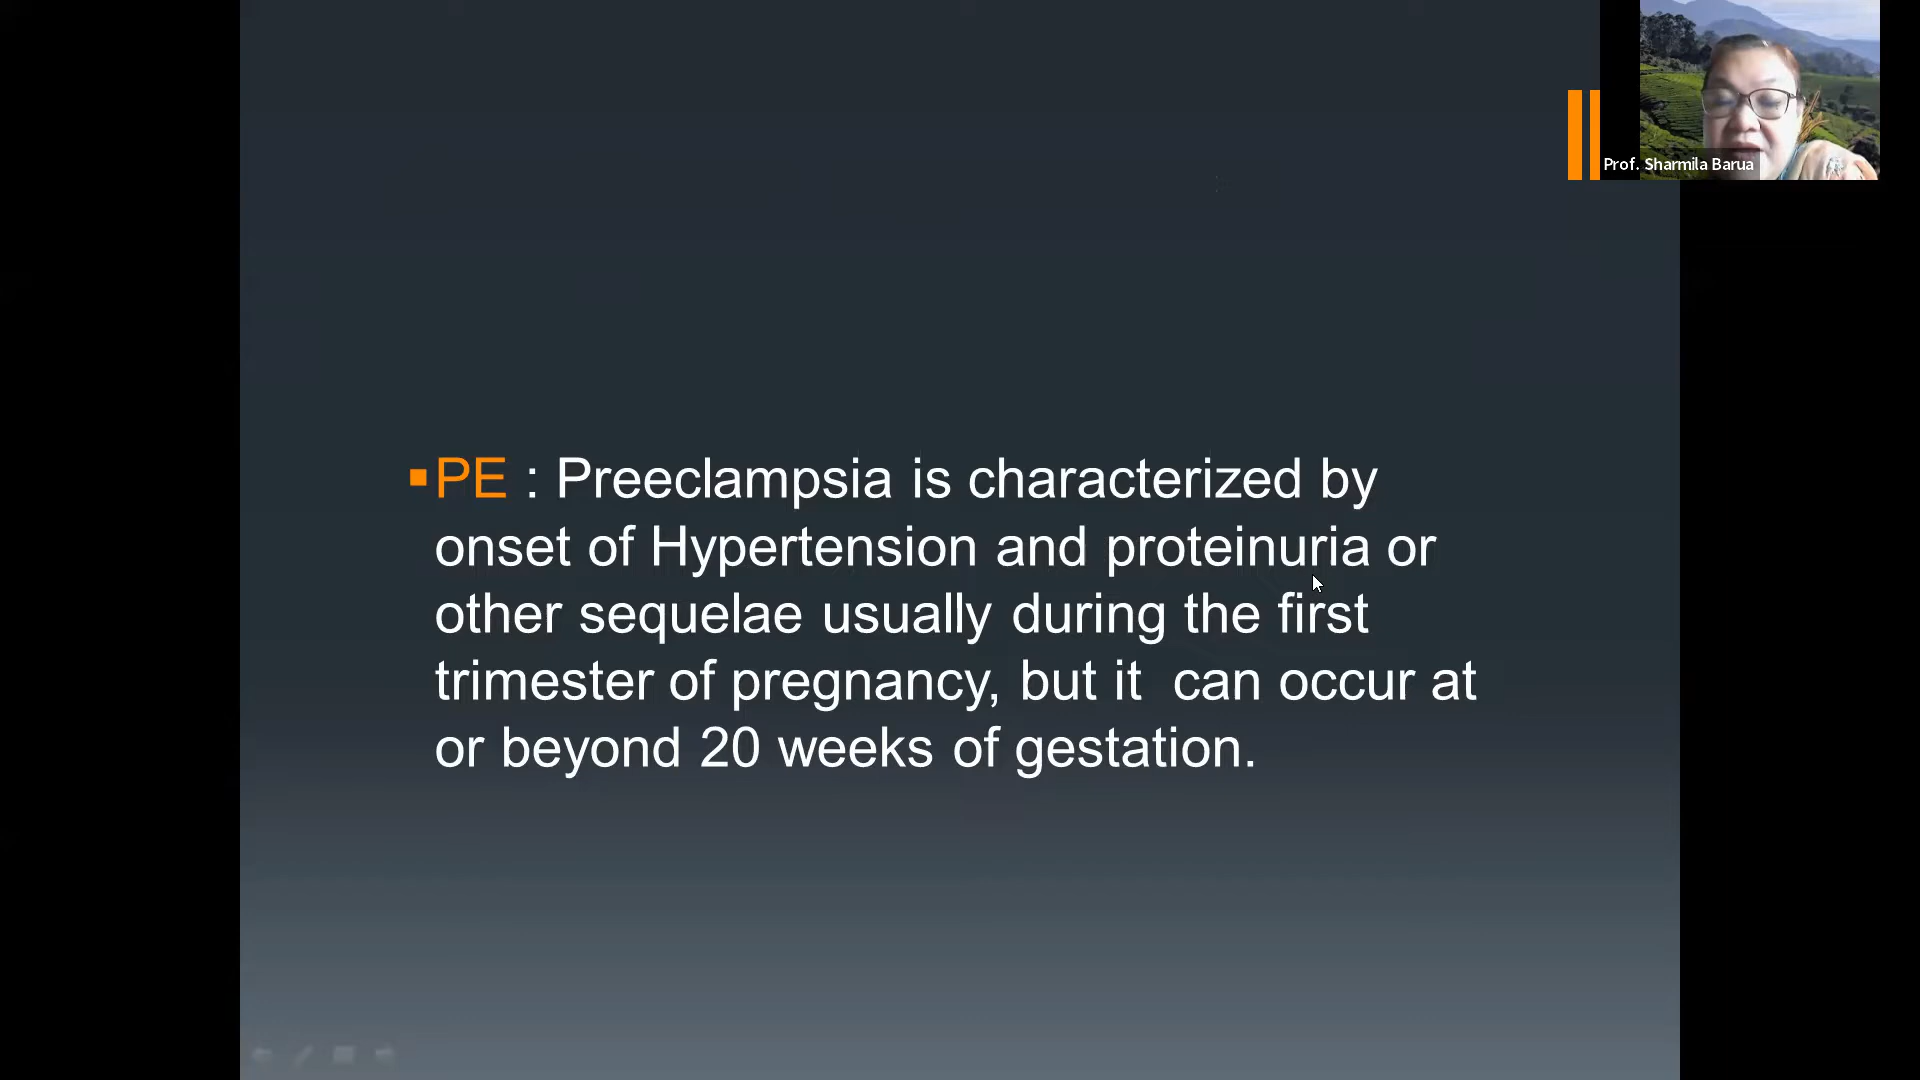 Prof. Sharmila Barua
PE : Preeclampsia is characterized by
onset of Hypertension and proteinuria or
other sequelae usually during the first
trimester of pregnancy, but it can occur at
or beyond 20 weeks of gestation.